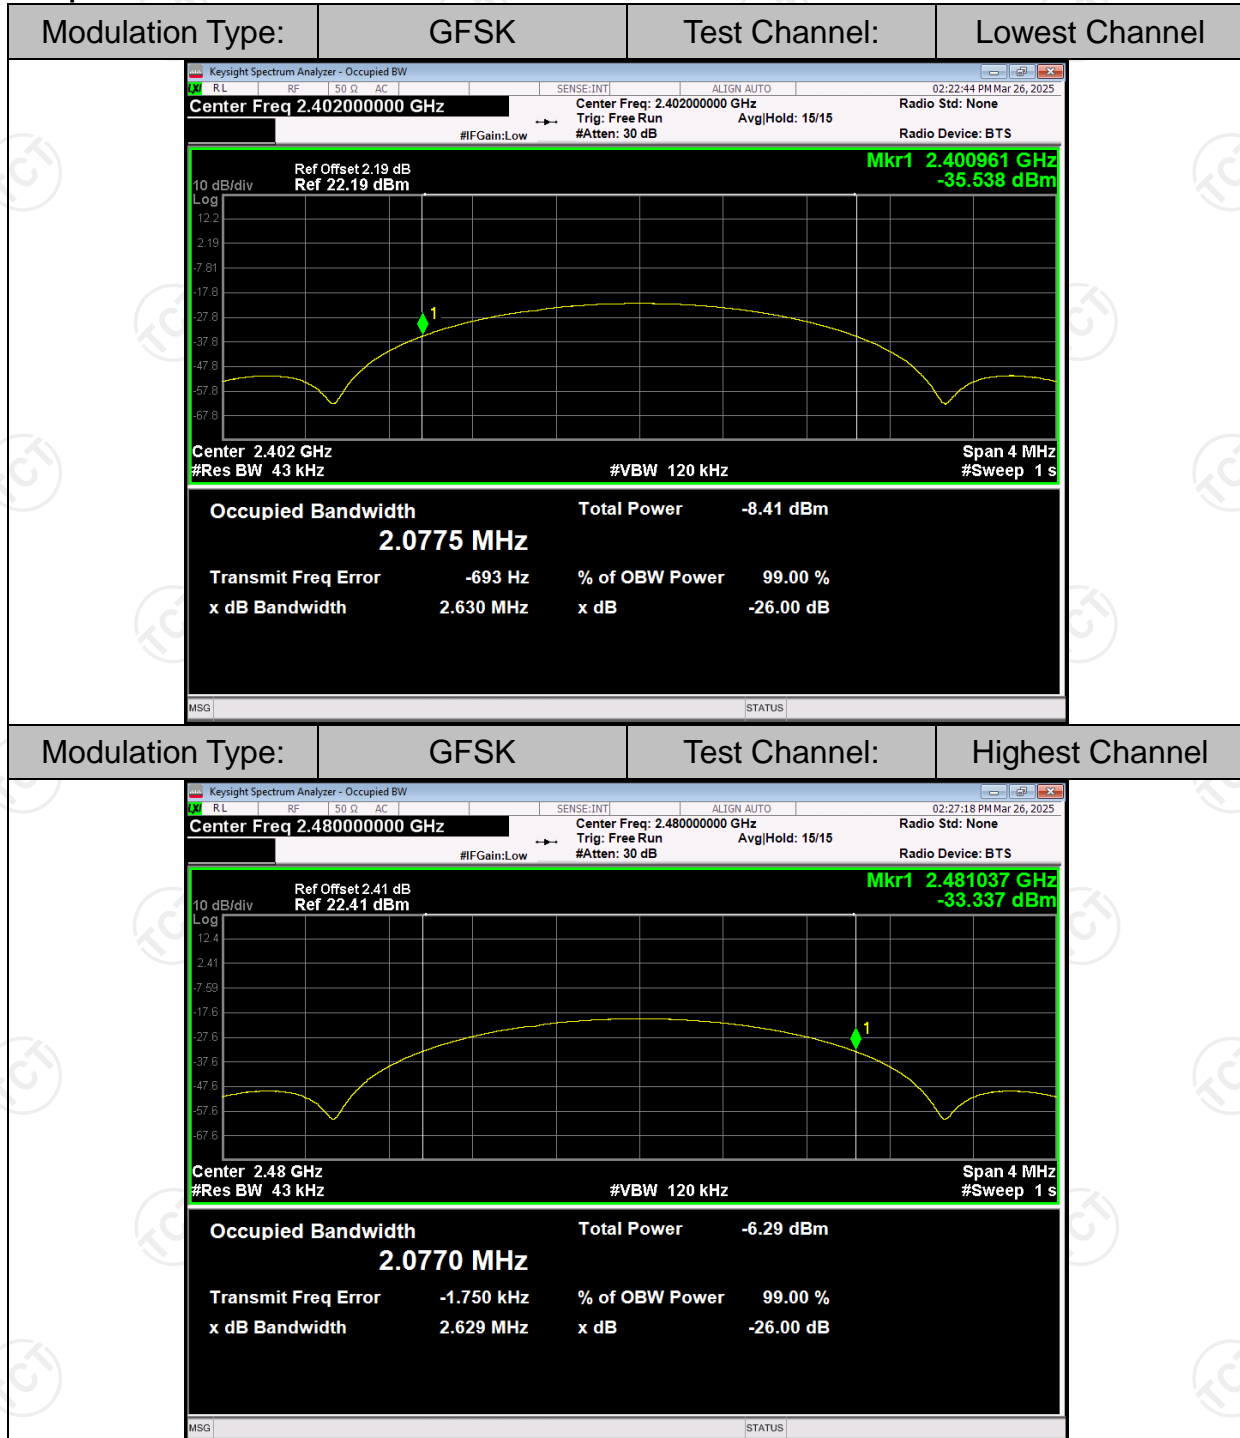 Modulation Type: GFSK Test Channel: Lowest Channel
Keysight Spectrum Analyzer - Occupied BW
LXI RL RF 50 Ω AC SENSE:INT ALIGN AUTO 02:22:44 PM Mar 26, 2025
Center Freq 2.402000000 GHz Center Freq: 2.402000000 GHz Radio Std: None
Trig: Free Run Avg|Hold: 15/15
#IFGain:Low #Atten: 30 dB Radio Device: BTS
Mkr1 2.400961 GHz
Ref Offset 2.19 dB
10 dB/div Ref 22.19 dBm -35.538 dBm
Log
12.2
2.19
-7.81
-17.8
1
-27.8
-37.8
-47.8
-57.8
-67.8
Center 2.402 GHz Span 4 MHz
#Res BW 43 kHz #VBW 120 kHz #Sweep 1 s
Occupied Bandwidth Total Power -8.41 dBm
2.0775 MHz
Transmit Freq Error -693 Hz % of OBW Power 99.00 %
x dB Bandwidth 2.630 MHz x dB -26.00 dB
MSG STATUS
Modulation Type: GFSK Test Channel: Highest Channel
Keysight Spectrum Analyzer - Occupied BW
LXI RL RF 50 Ω AC SENSE:INT ALIGN AUTO 02:27:18 PM Mar 26, 2025
Center Freq 2.480000000 GHz Center Freq: 2.480000000 GHz Radio Std: None
Trig: Free Run Avg|Hold: 15/15
#IFGain:Low #Atten: 30 dB Radio Device: BTS
Mkr1 2.481037 GHz
Ref Offset 2.41 dB
10 dB/div Ref 22.41 dBm -33.337 dBm
Log
12.4
2.41
-7.59
-17.6
1
-27.6
-37.6
-47.6
-57.6
-67.6
Center 2.48 GHz Span 4 MHz
#Res BW 43 kHz #VBW 120 kHz #Sweep 1 s
Occupied Bandwidth Total Power -6.29 dBm
2.0770 MHz
Transmit Freq Error -1.750 kHz % of OBW Power 99.00 %
x dB Bandwidth 2.629 MHz x dB -26.00 dB
MSG STATUS